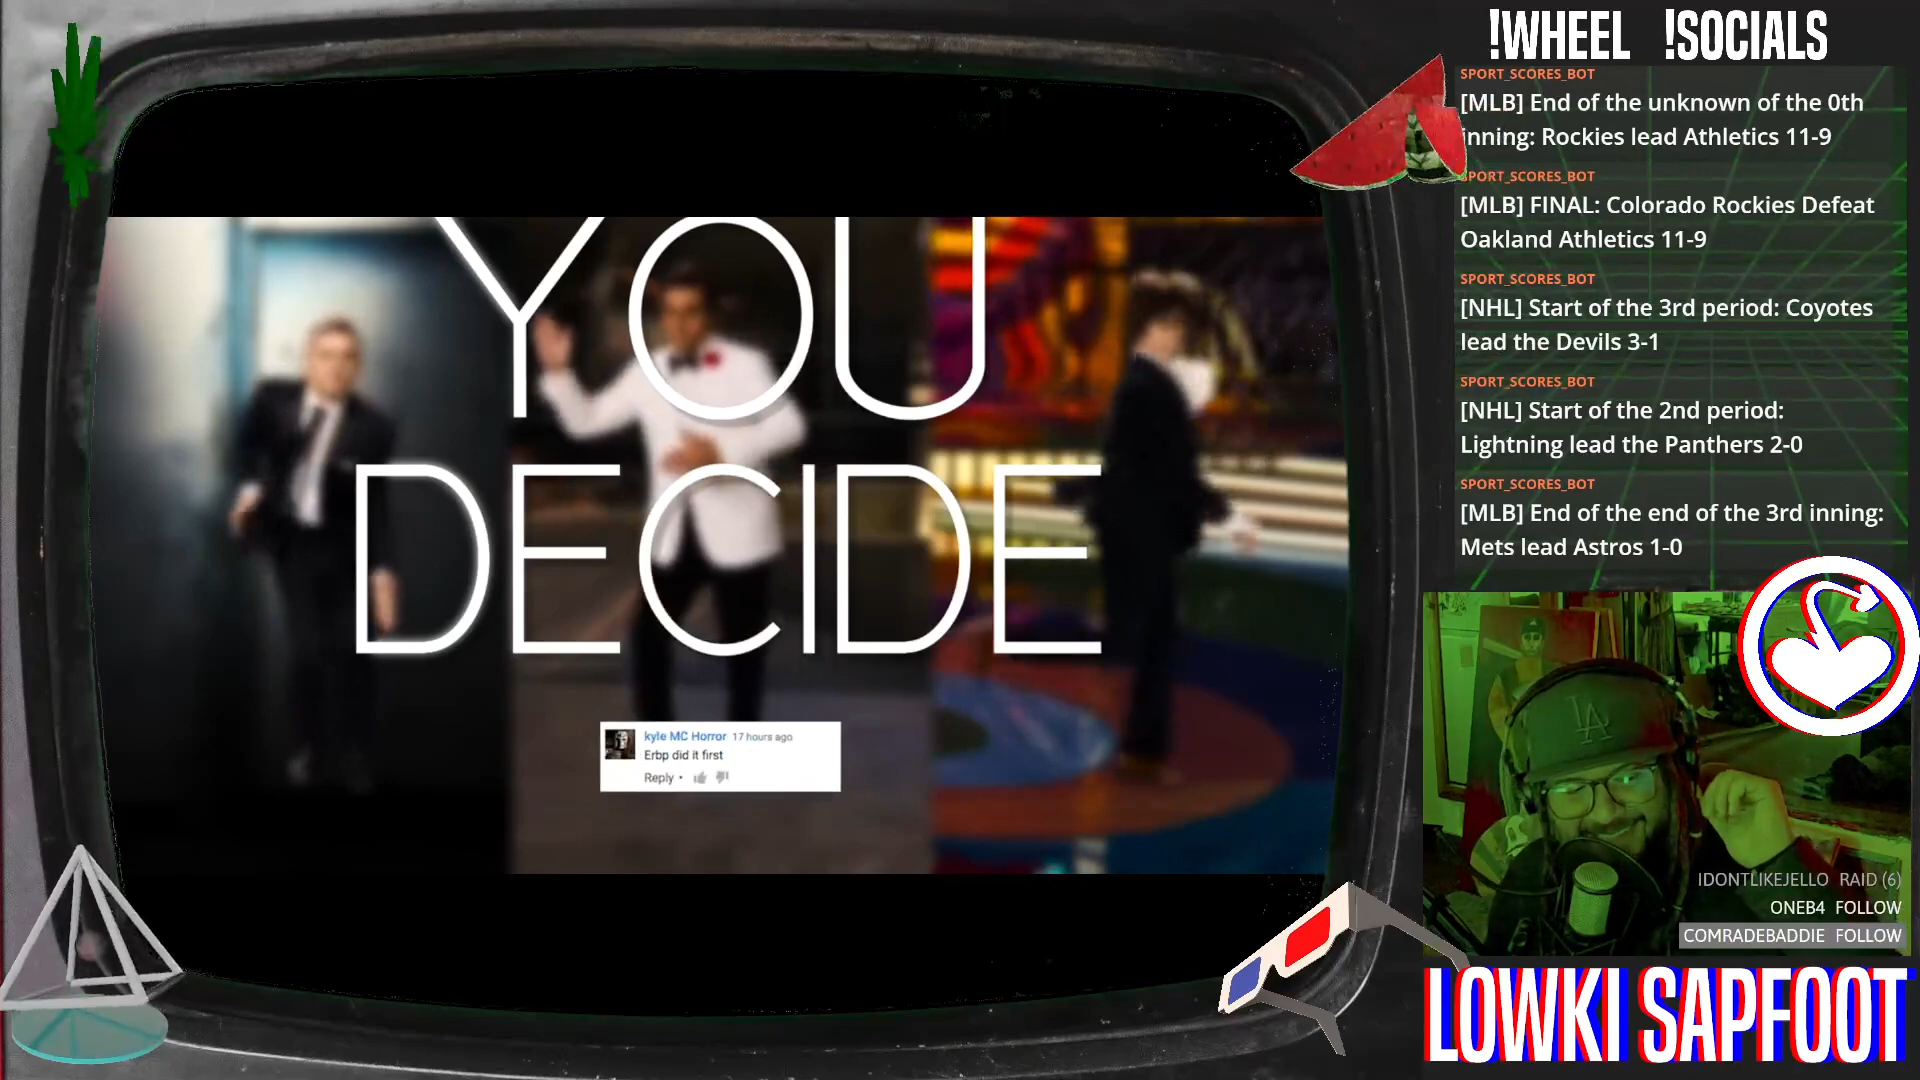 !WHEEL !SOCIALS
SPORT_SCORES_BOT
[MLB] End of the unknown of the 0th
inning: Rockies lead Athletics 11-9
SPORT_SCORES_BOT
[MLB] FINAL: Colorado Rockies Defeat
Oakland Athletics 11-9
SPORT_SCORES_BOT
[NHL] Start of the 3rd period: Coyotes
lead the Devils 3-1
SPORT_SCORES_BOT
[NHL] Start of the 2nd period:
Lightning lead the Panthers 2-0
SPORT_SCORES_BOT
[MLB] End of the end of the 3rd inning:
Mets lead Astros 1-0
YOU
DECIDE
kyle MC Horror 17 hours ago
Erbp did it first
Reply •
LA
IDONTLIKEJELLO RAID (6)
ONEB4 FOLLOW
COMRADEBADDIE FOLLOW
LOWKI SAPFOOT